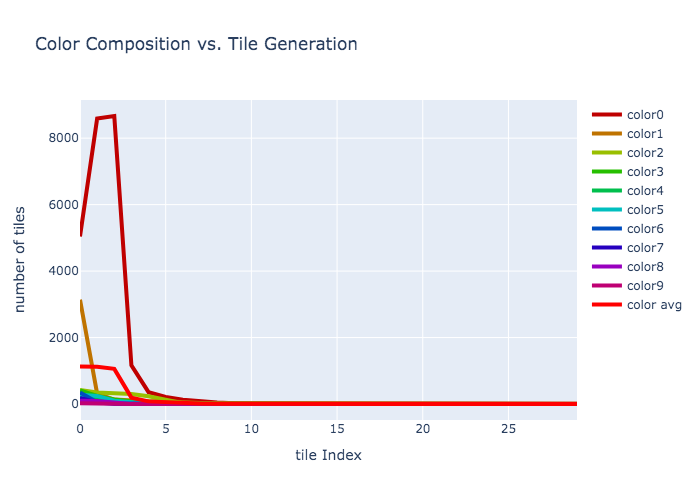 Color Composition vs. Tile Generation
number of tiles
8000
6000
4000
2000
0
0
5
10
15
20
25
tile Index
color0
color1
color2
color3
color4
color5
color6
color7
color8
color9
color avg